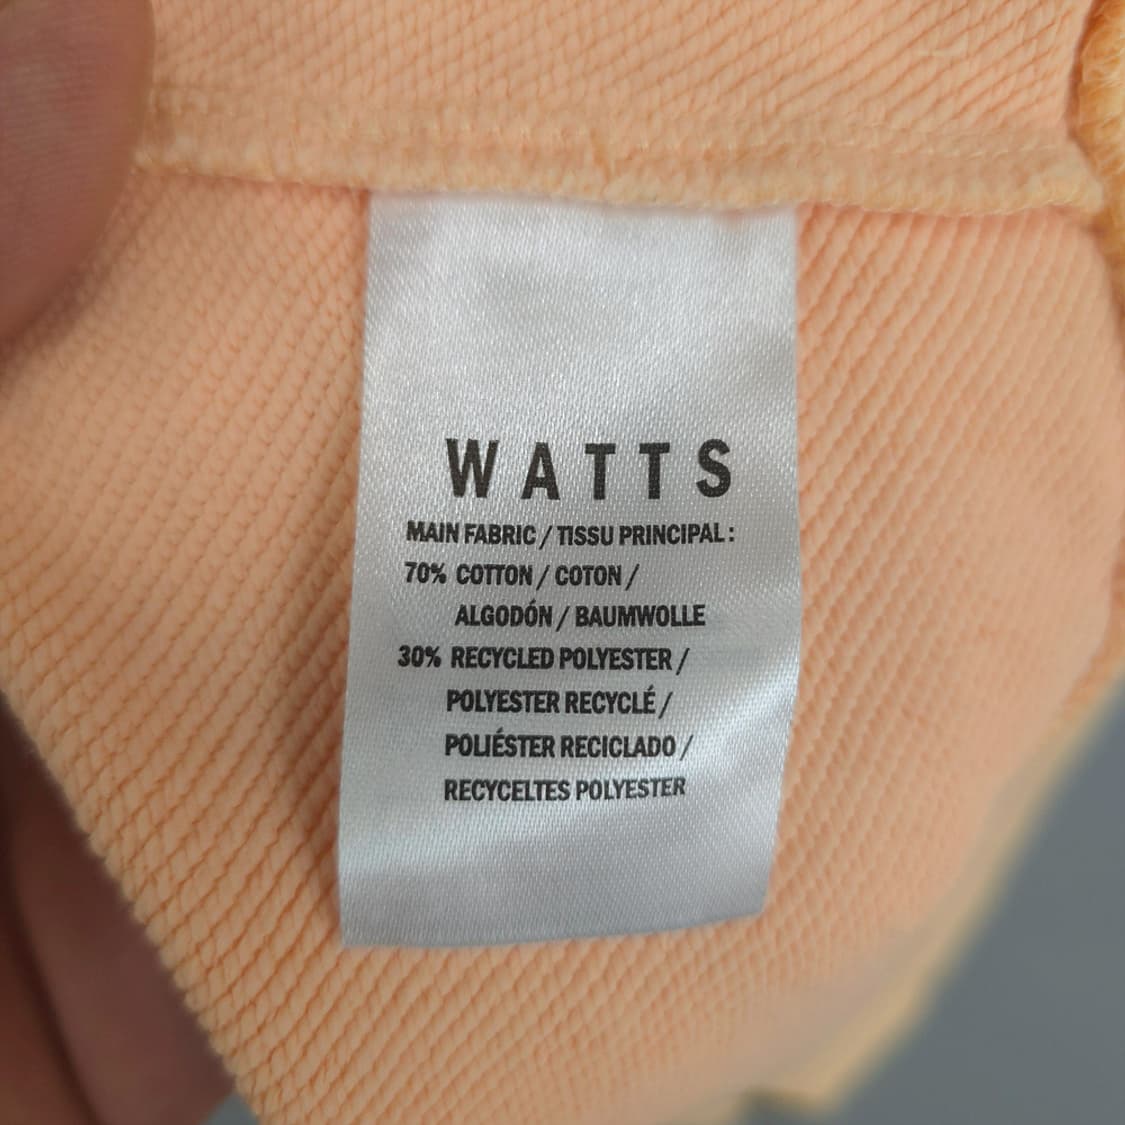 WATTS
MAIN FABRIC / TISSU PRINCIPAL :
70% COTTON / COTON /
ALGODÓN / BAUMWOLLE
30% RECYCLED POLYESTER /
POLYESTER RECYCLÉ /
POLIÉSTER RECICLADO /
RECYCELTES POLYESTER